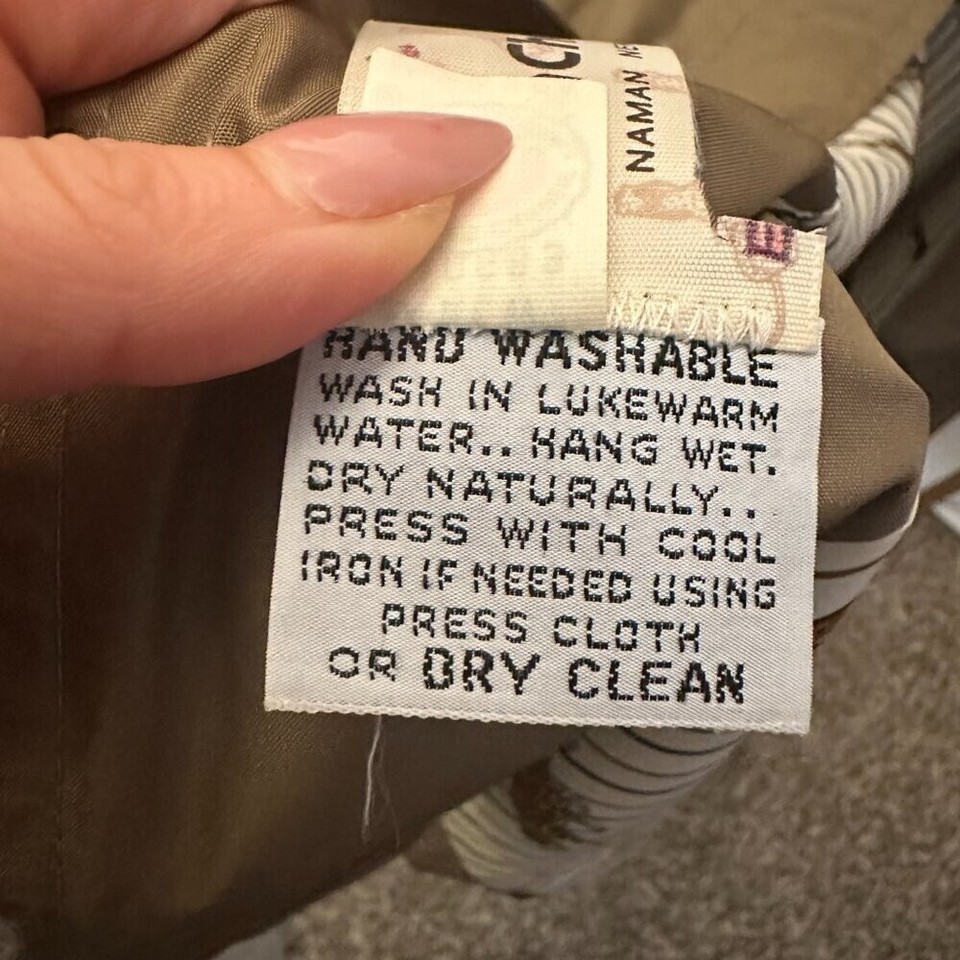 NAMAN
HAND WASHABLE
WASH IN LUKEWARM
WATER.. HANG WET.
DRY NATURALLY..
PRESS WITH COOL
IRON IF NEEDED USING
PRESS CLOTH
OR DRY CLEAN